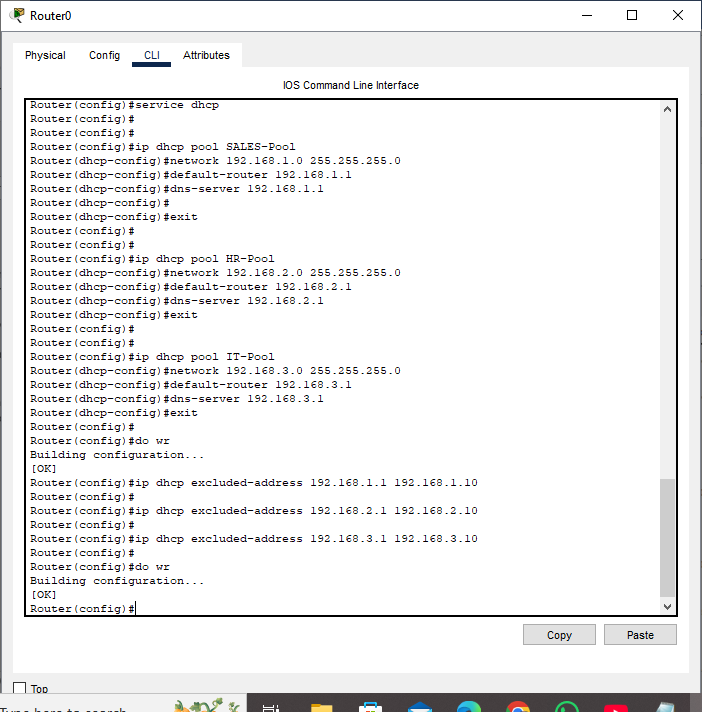 Router0
Physical Config CLI Attributes
IOS Command Line Interface
Router(config)#service dhcp
Router(config)#
Router(config)#
Router(config)#ip dhcp pool SALES-Pool
Router(dhcp-config)#network 192.168.1.0 255.255.255.0
Router(dhcp-config)#default-router 192.168.1.1
Router(dhcp-config)#dns-server 192.168.1.1
Router(dhcp-config)#
Router(dhcp-config)#exit
Router(config)#
Router(config)#
Router(config)#ip dhcp pool HR-Pool
Router(dhcp-config)#network 192.168.2.0 255.255.255.0
Router(dhcp-config)#default-router 192.168.2.1
Router(dhcp-config)#dns-server 192.168.2.1
Router(dhcp-config)#exit
Router(config)#
Router(config)#
Router(config)#ip dhcp pool IT-Pool
Router(dhcp-config)#network 192.168.3.0 255.255.255.0
Router(dhcp-config)#default-router 192.168.3.1
Router(dhcp-config)#dns-server 192.168.3.1
Router(dhcp-config)#exit
Router(config)#
Router(config)#do wr
Building configuration...
[OK]
Router(config)#ip dhcp excluded-address 192.168.1.1 192.168.1.10
Router(config)#
Router(config)#ip dhcp excluded-address 192.168.2.1 192.168.2.10
Router(config)#
Router(config)#ip dhcp excluded-address 192.168.3.1 192.168.3.10
Router(config)#
Router(config)#do wr
Building configuration...
[OK]
Router(config)#
Copy Paste
Top
Type here to search